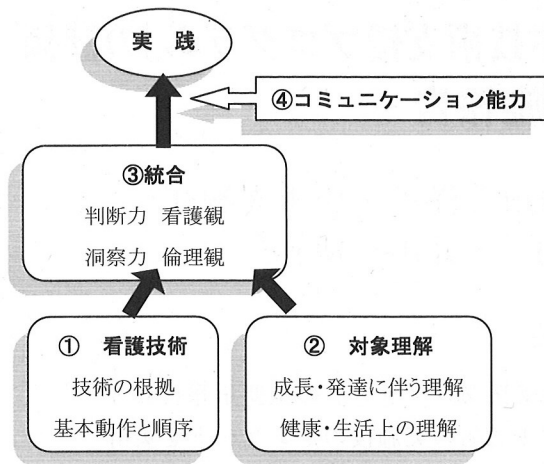 実　践
④コミュニケーション能力
③統合
判断力　看護観
洞察力　倫理観
①　看護技術
技術の根拠
基本動作と順序
②　対象理解
成長・発達に伴う理解
健康・生活上の理解